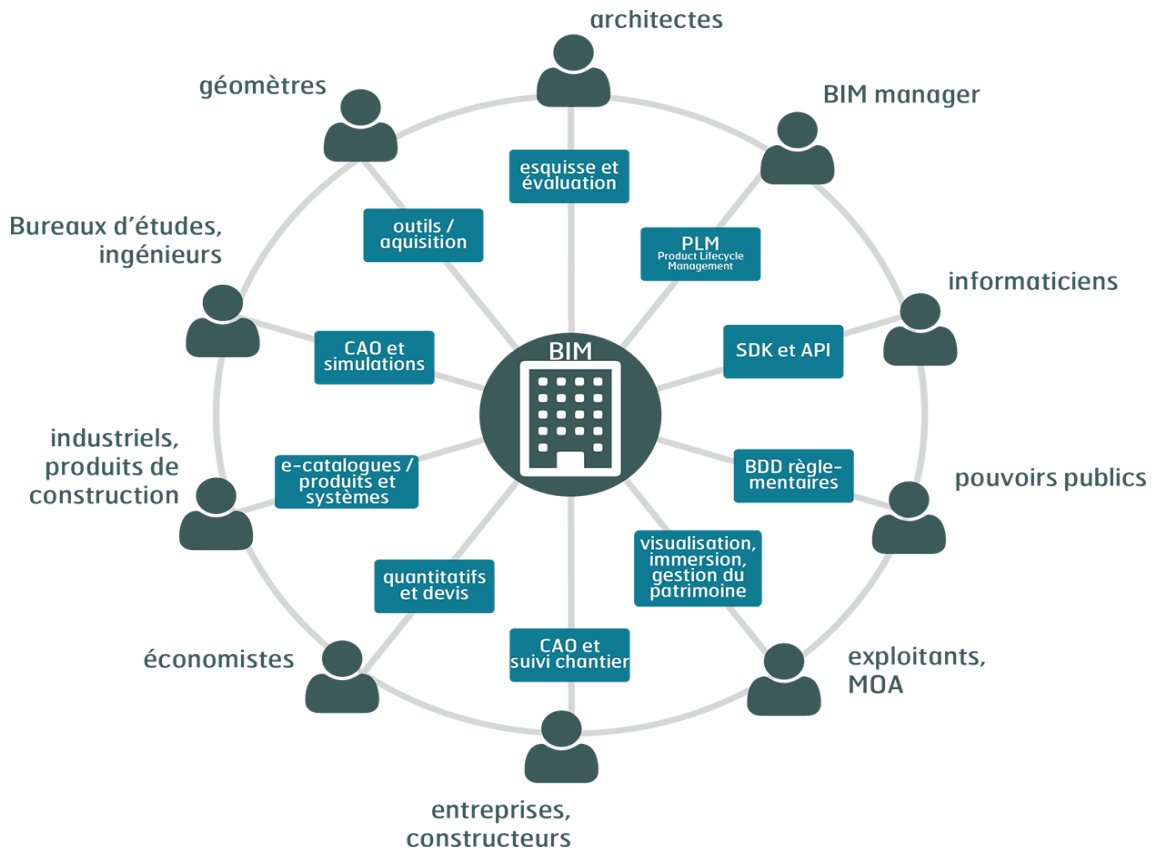 architectes
géomètres
BIM manager
esquisse et
évaluation
outils /
aquisition
Bureaux d'études,
ingénieurs
PLM
Product Lifecycle
Management
informaticiens
CAO et
simulations
BIM
SDK et API
industriels,
produits de
construction
e-catalogues /
produits et
systèmes
BDD règle-
mentaires
pouvoirs publics
visualisation,
immersion,
gestion du
patrimoine
quantitatifs
et devis
CAO et
suivi chantier
économistes
exploitants,
MOA
entreprises,
constructeurs